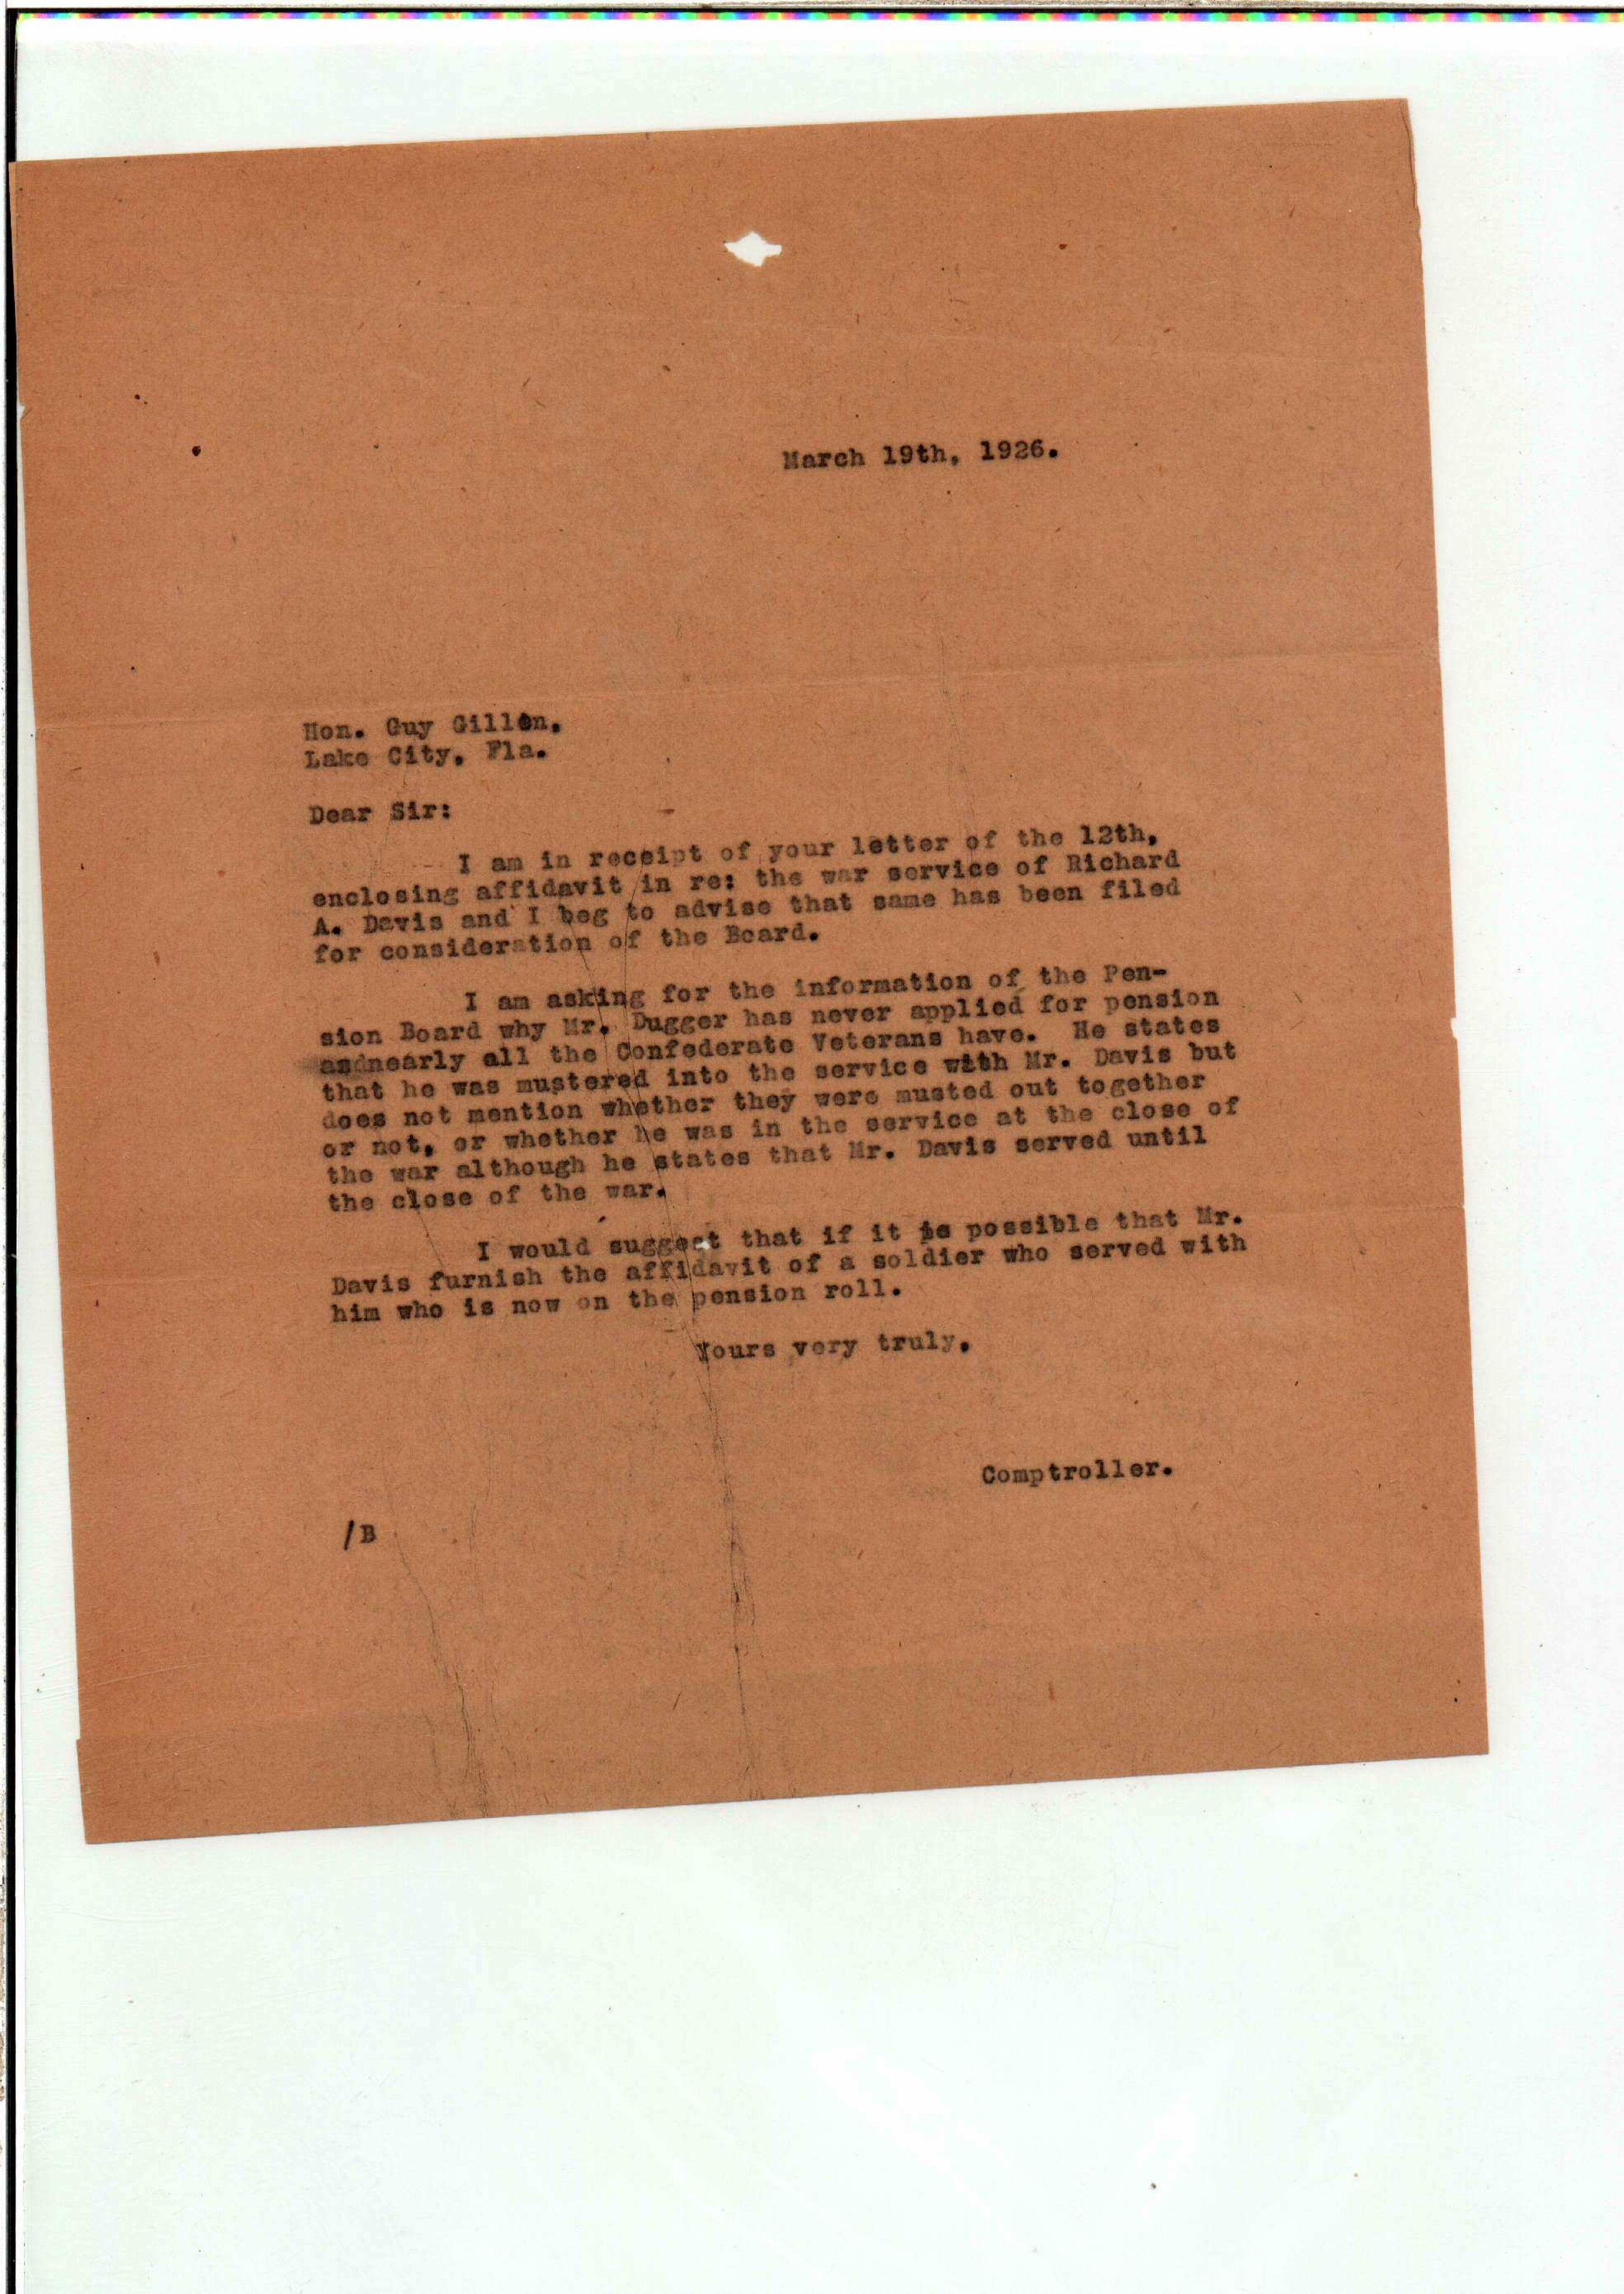 March 19th, 1926.
Hon. Guy Gillen,
Lake City, Fla.
Dear Sir:
I am in receipt of your letter of the 12th,
enclosing affidavit in re: the war service of Richard
A. Davis and I beg to advise that same has been filed
for consideration of the Board.
I am asking for the information of the Pen-
sion Board why Mr. Dugger has never applied for pension
asdnearly all the Confederate Veterans have. He states
that he was mustered into the service with Mr. Davis but
does not mention whether they were musted out together
or not, or whether he was in the service at the close of
the war although he states that Mr. Davis served until
the close of the war.
I would suggest that if it is possible that Mr.
Davis furnish the affidavit of a soldier who served with
him who is now on the pension roll.
Yours very truly,
Comptroller.
/B